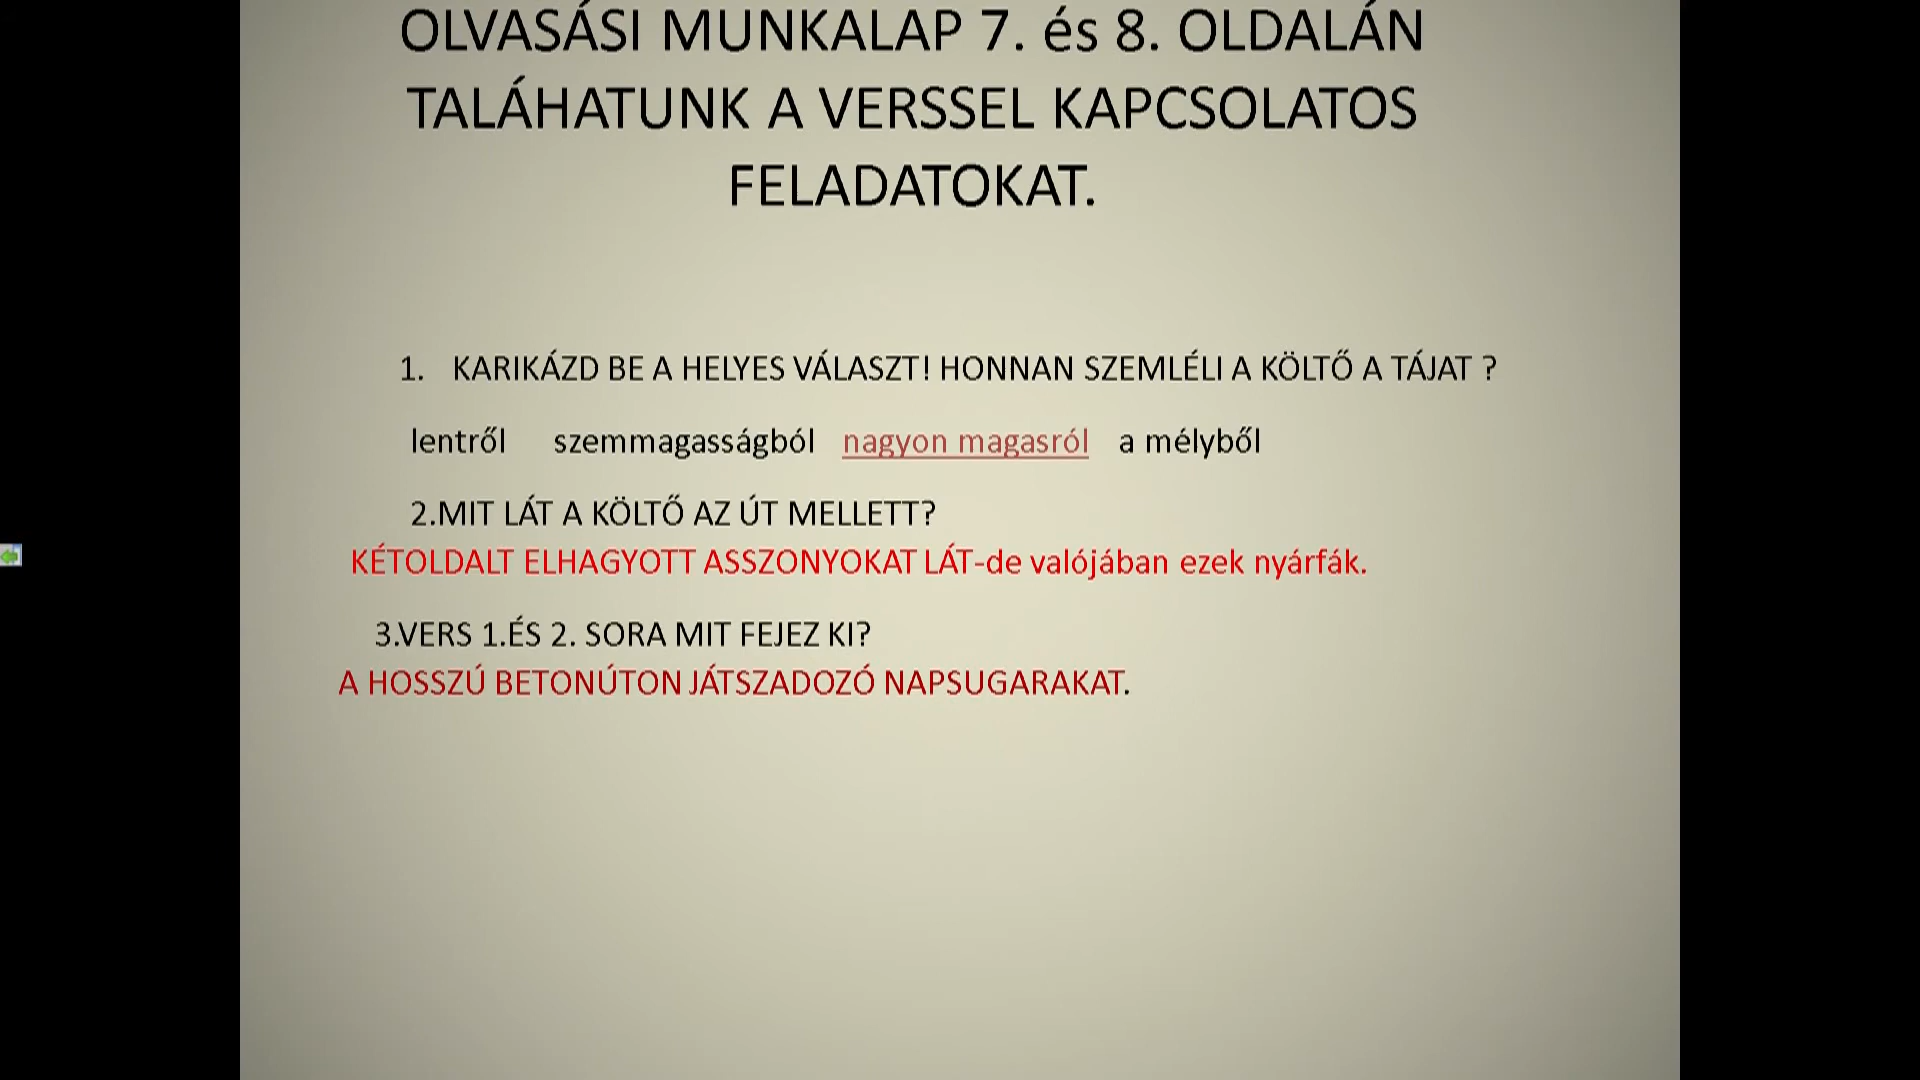 OLVASÁSI MUNKALAP 7. és 8. OLDALÁN
TALÁHATUNK A VERSSEL KAPCSOLATOS
FELADATOKAT.
1. KARIKÁZD BE A HELYES VÁLASZT! HONNAN SZEMLÉLI A KÖLTŐ A TÁJAT ?
lentről szemmagasságból nagyon magasról a mélyből
2.MIT LÁT A KÖLTŐ AZ ÚT MELLETT?
KÉTOLDALT ELHAGYOTT ASSZONYOKAT LÁT-de valójában ezek nyárfák.
3.VERS 1.ÉS 2. SORA MIT FEJEZ KI?
A HOSSZÚ BETONÚTON JÁTSZADOZÓ NAPSUGARAKAT.